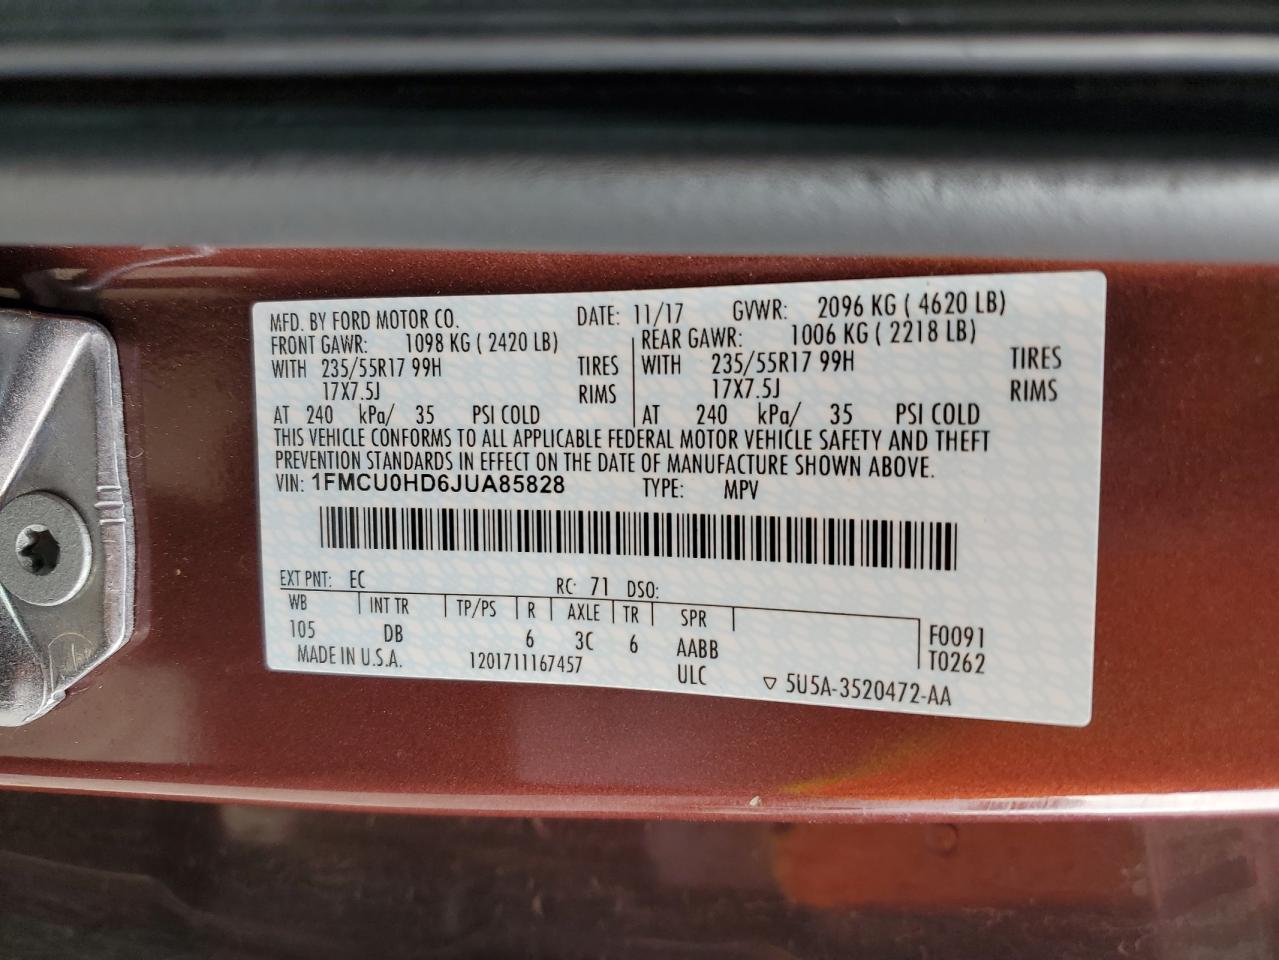 MFD. BY FORD MOTOR CO. DATE: 11/17 GVWR: 2096 KG ( 4620 LB)
FRONT GAWR: 1098 KG ( 2420 LB) REAR GAWR: 1006 KG ( 2218 LB)
WITH 235/55R17 99H TIRES WITH 235/55R17 99H TIRES
17X7.5J RIMS 17X7.5J RIMS
AT 240 kPa/ 35 PSI COLD AT 240 kPa/ 35 PSI COLD
THIS VEHICLE CONFORMS TO ALL APPLICABLE FEDERAL MOTOR VEHICLE SAFETY AND THEFT
PREVENTION STANDARDS IN EFFECT ON THE DATE OF MANUFACTURE SHOWN ABOVE.
VIN: 1FMCU0HD6JUA85828 TYPE: MPV
EXT PNT: EC RC: 71 DSO:
WB INT TR TP/PS R AXLE TR SPR
105 DB 6 3C 6 AABB F0091
MADE IN U.S.A. 1201711167457 ULC T0262
▽ 5U5A-3520472-AA